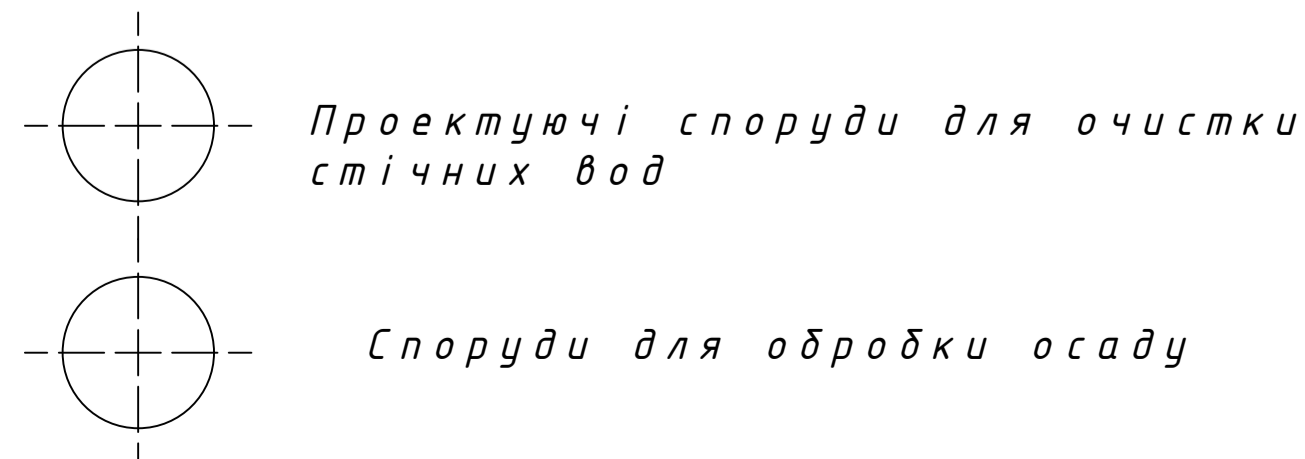 Проектуючі споруди для очистки
стічних вод
Споруди для обробки осаду